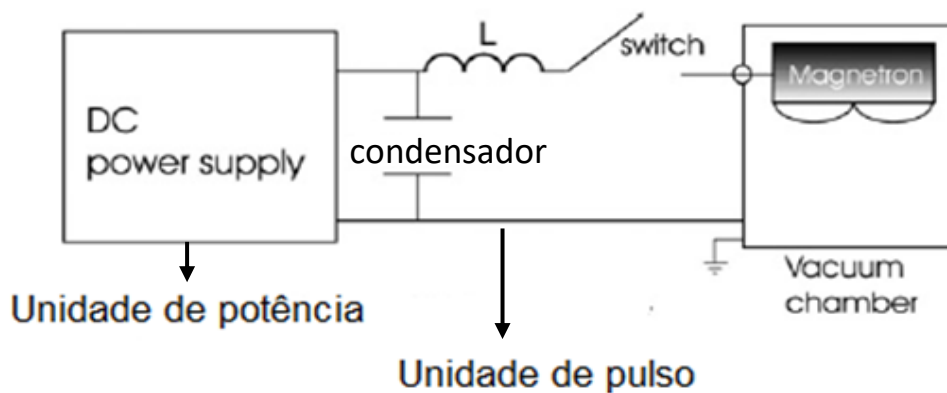 L
switch
Magnetron
DC
power supply
condensador
Vacuum
chamber
Unidade de potência
Unidade de pulso